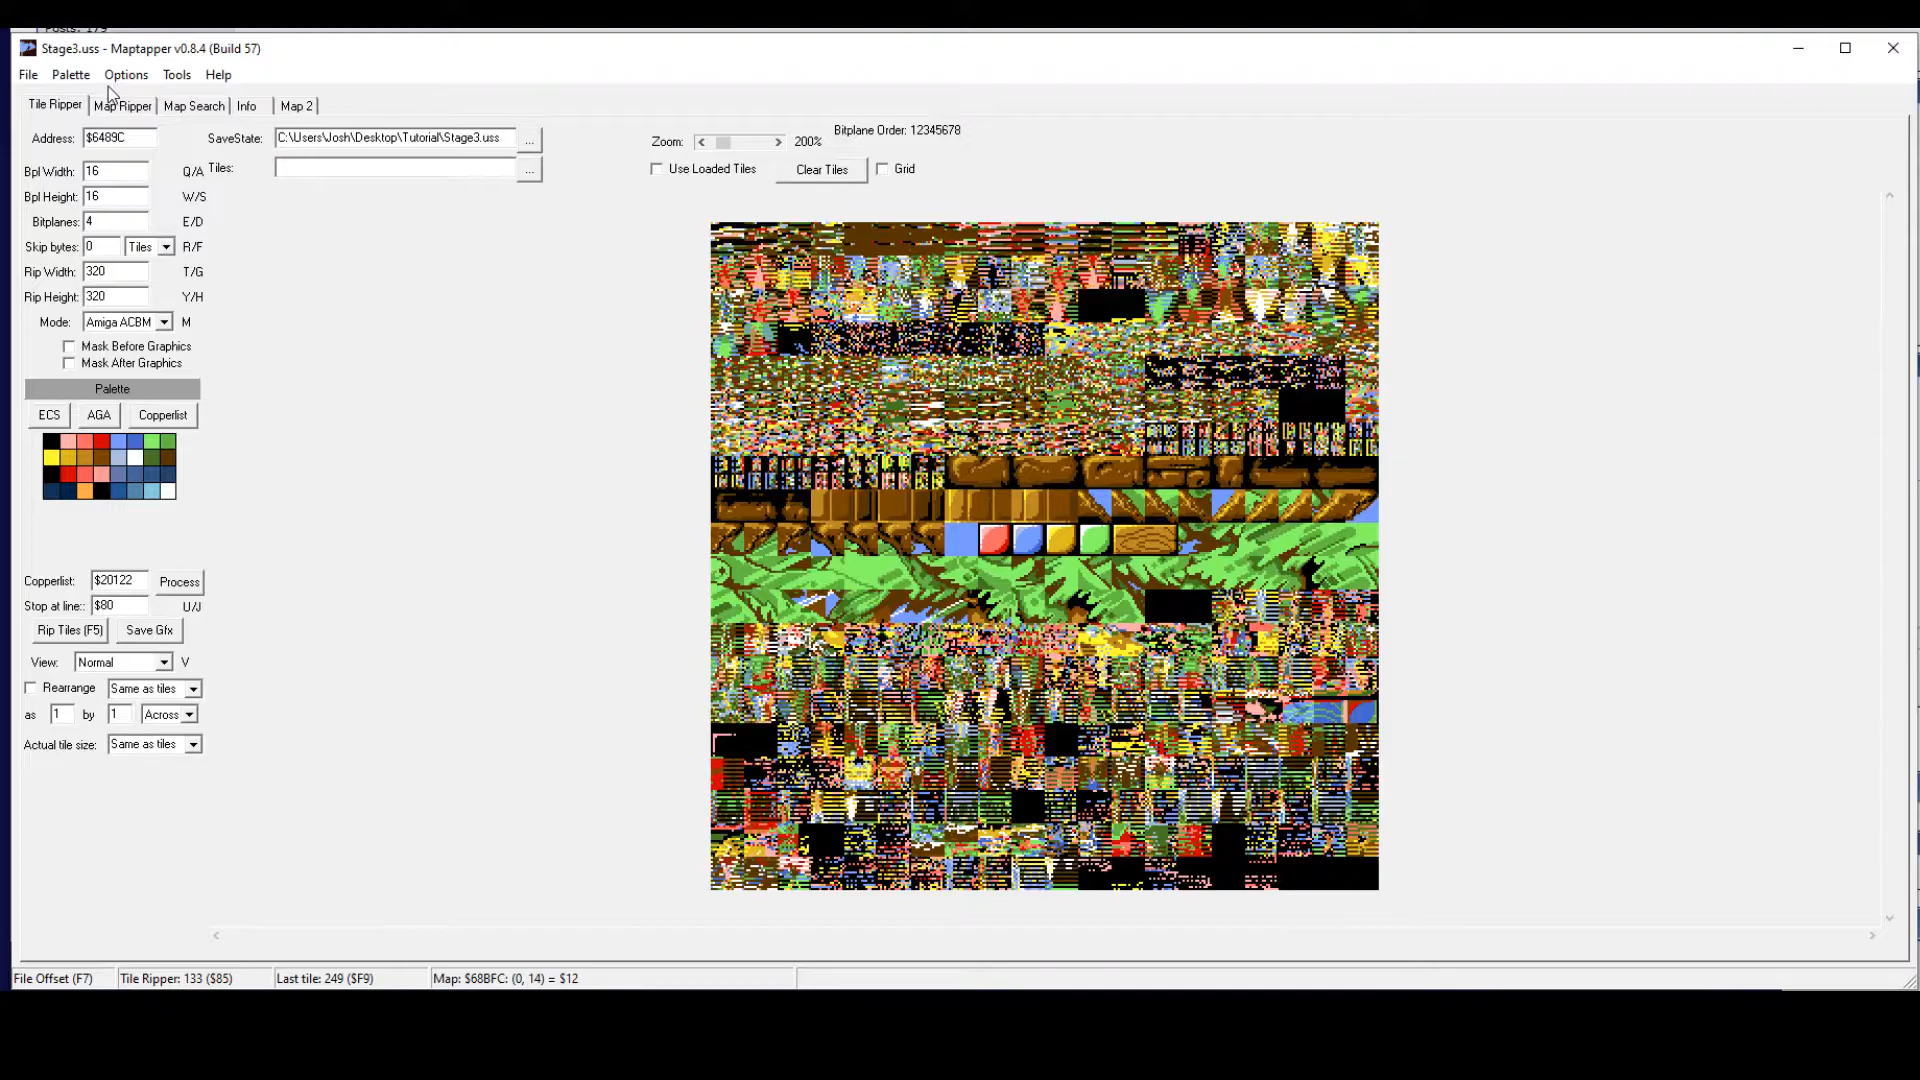 Stage3.uss - Maptapper v0.8.4 (Build 57)
File Palette Options Tools Help
Tile Ripper Map Ripper Map Search Info Map 2
Address: $6489C SaveState: C:\Users\Josh\Desktop\Tutorial\Stage3.uss ... Zoom: 200% Bitplane Order: 12345678
Bpl Width: 16 Q/A Tiles: ... Use Loaded Tiles Clear Tiles Grid
Bpl Height: 16 W/S
Bitplanes: 4 E/D
Skip bytes: 0 Tiles R/F
Rip Width: 320 T/G
Rip Height: 320 Y/H
Mode: Amiga ACBM M
Mask Before Graphics
Mask After Graphics
Palette
ECS AGA Copperlist
Copperlist: $20122 Process
Stop at line:: $80 U/J
Rip Tiles (F5) Save Gfx
View: Normal V
Rearrange Same as tiles
as 1 by 1 Across
Actual tile size: Same as tiles
File Offset (F7) Tile Ripper: 133 ($85) Last tile: 249 ($F9) Map: $68BFC: (0, 14) = $12